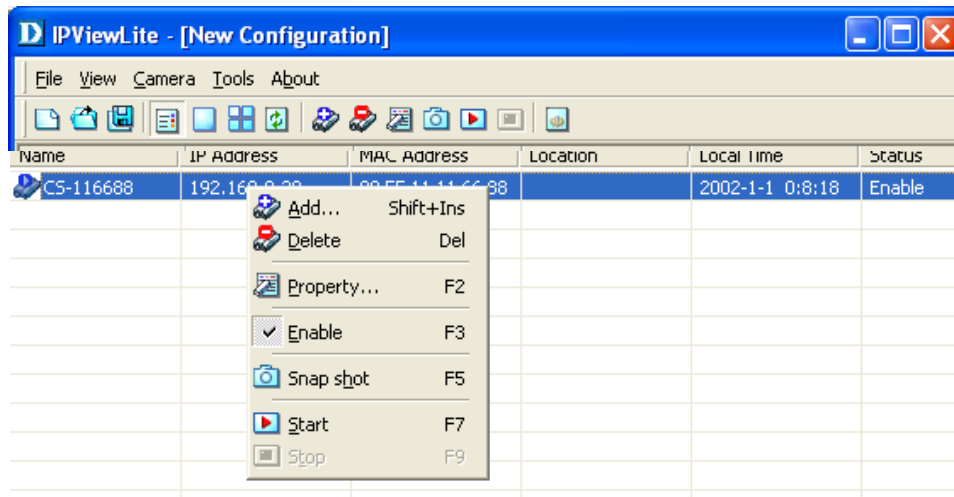 IPViewLite - [New Configuration]
File View Camera Tools About
Name IP Address MAC Address Location Local Time Status
CS-116688 2002-1-1 0:8:18 Enable
Add... Shift+Ins
Delete Del
Property... F2
Enable F3
Snap shot F5
Start F7
Stop F9